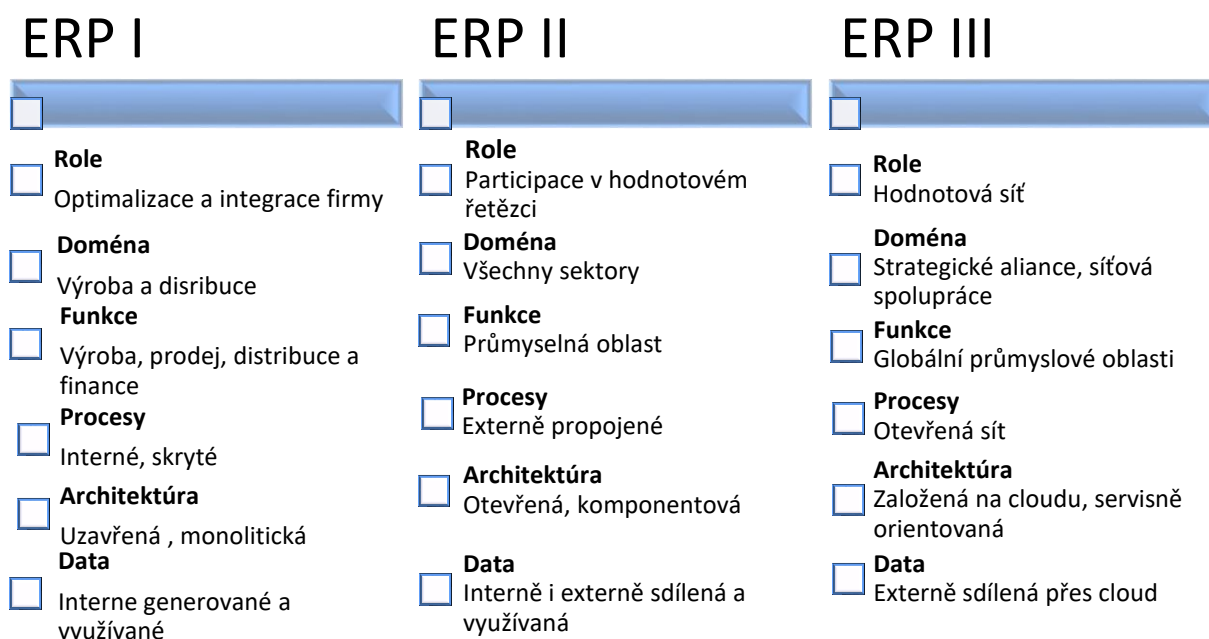 ERP I
Role
Optimalizace a integrace firmy
Doména
Výroba a disribuce
Funkce
Výroba, prodej, distribuce a
finance
Procesy
Interné, skryté
Architektúra
Uzavřená , monolitická
Data
Interne generované a
využívané
ERP II
Role
Participace v hodnotovém
řetězci
Doména
Všechny sektory
Funkce
Průmyselná oblast
Procesy
Externě propojené
Architektúra
Otevřená, komponentová
Data
Interně i externě sdílená a
využívaná
ERP III
Role
Hodnotová síť
Doména
Strategické aliance, síťová
spolupráce
Funkce
Globální průmyslové oblasti
Procesy
Otevřená sít
Architektúra
Založená na cloudu, servisně
orientovaná
Data
Externě sdílená přes cloud